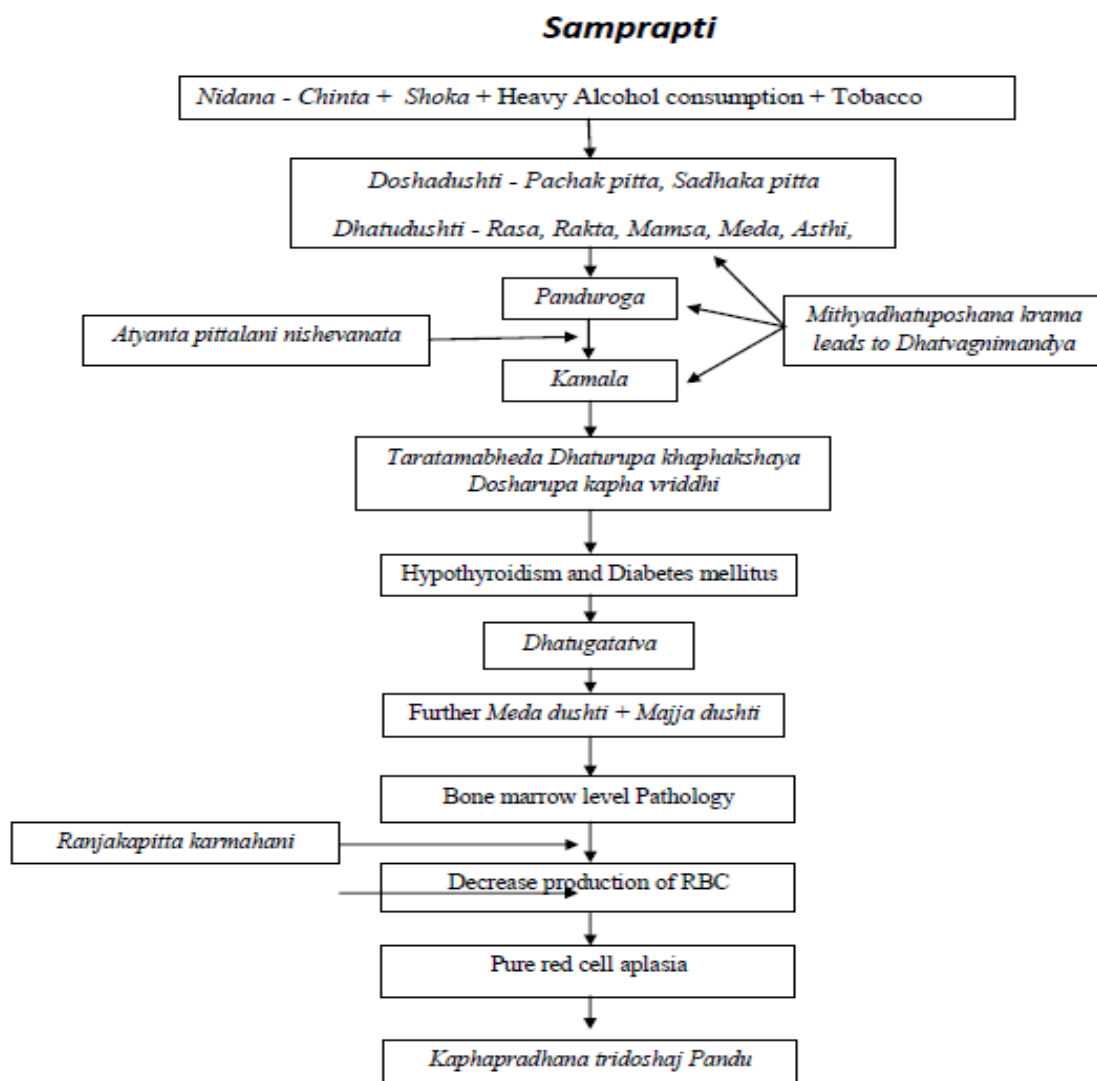 Samprapti
Nidana - Chinta + Shoka + Heavy Alcohol consumption + Tobacco
Doshadushti - Pachak pitta, Sadhaka pitta
Dhatudushti - Rasa, Rakta, Mamsa, Meda, Asthi,
Panduroga
Atyanta pittalani nishevanata
Mithyadhatuposhana krama
leads to Dhatvagnimandya
Kamala
Taratamabheda Dhaturupa khaphakshaya
Dosharupa kapha vriddhi
Hypothyroidism and Diabetes mellitus
Dhatugatatva
Further Meda dushti + Majja dushti
Bone marrow level Pathology
Ranjakapitta karmahani
Decrease production of RBC
Pure red cell aplasia
Kaphapradhana tridoshaj Pandu